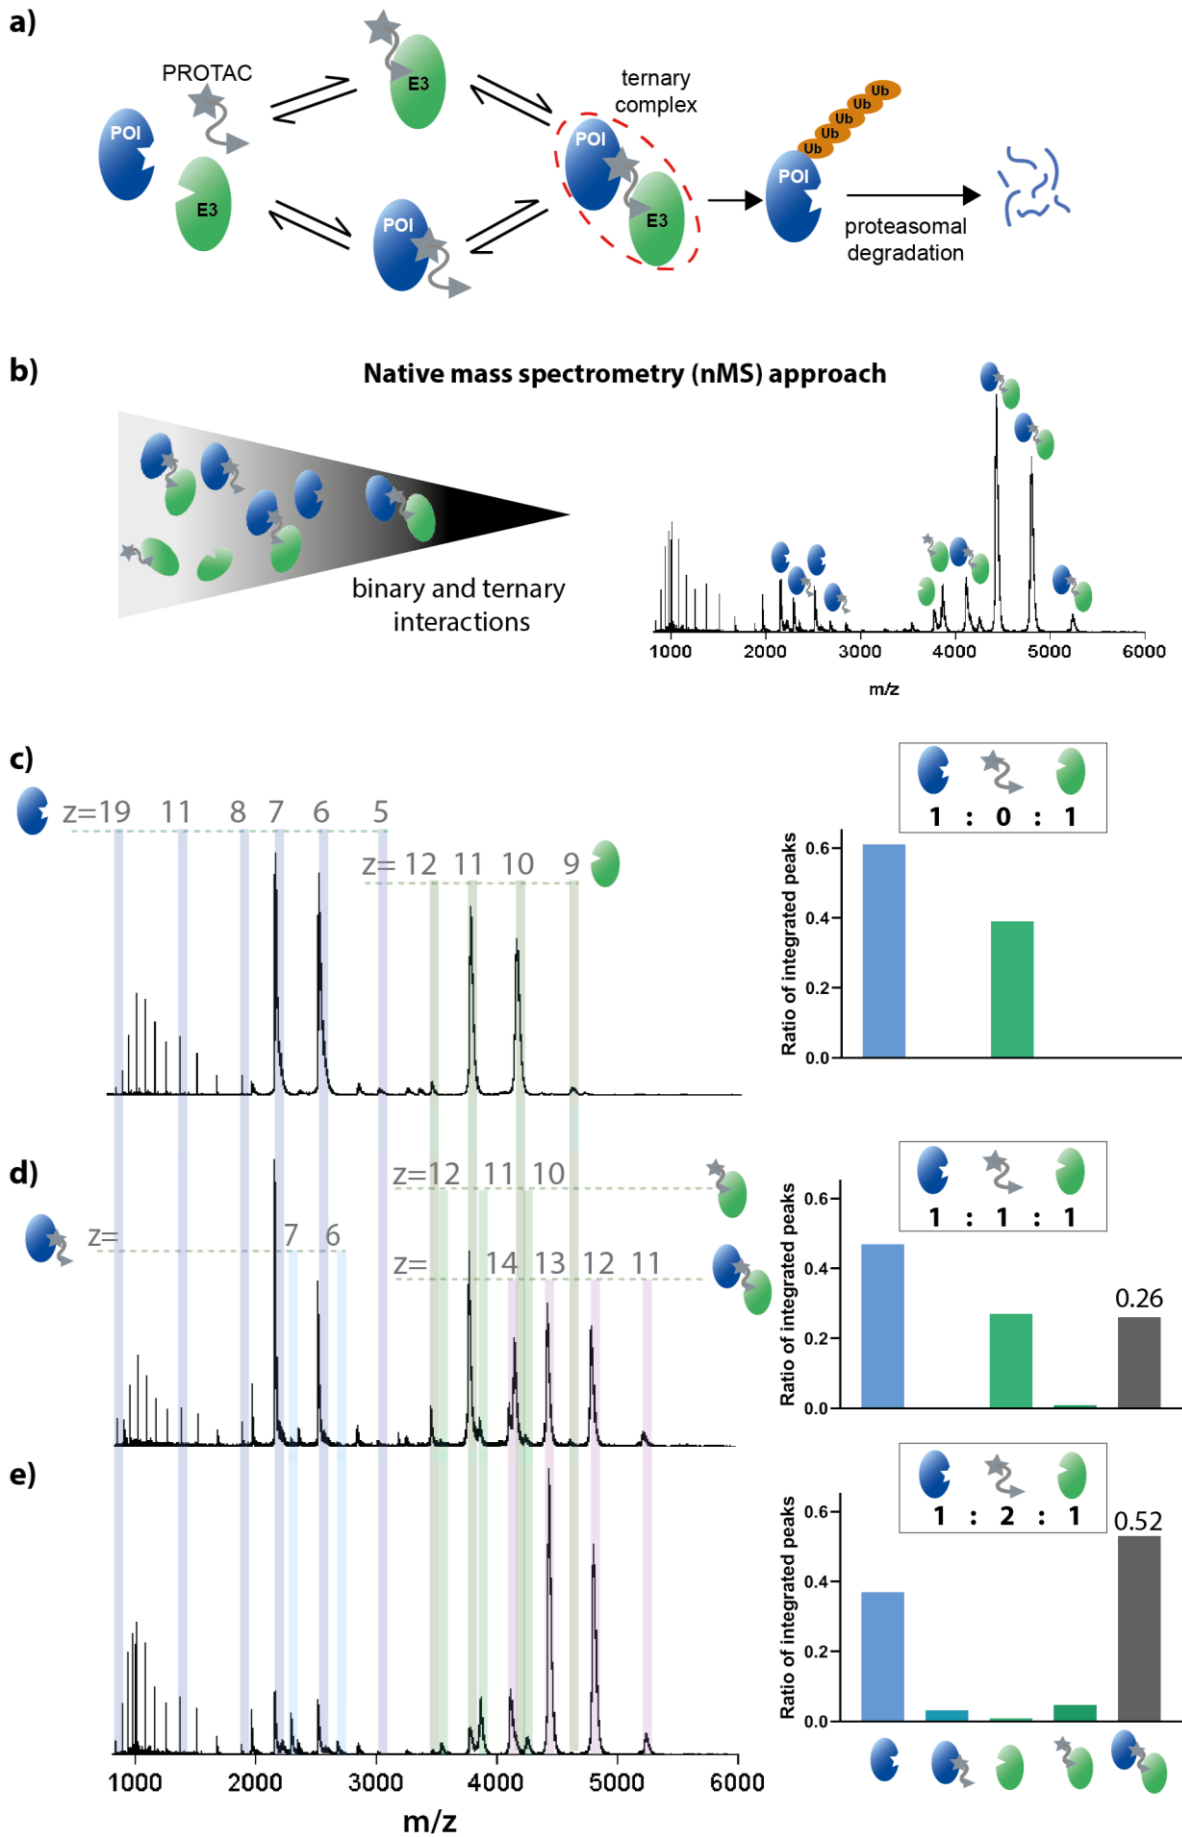 a)
PROTAC
POI
E3
E3
POI
ternary
complex
POI
E3
Ub
Ub
Ub
Ub
Ub
POI
proteasomal
degradation
b)
Native mass spectrometry (nMS) approach
binary and ternary
interactions
1000 2000 3000 4000 5000 6000
m/z
c)
z=19 11 8 7 6 5
z= 12 11 10 9
1 : 0 : 1
Ratio of integrated peaks
0.6
0.4
0.2
0.0
d)
z=12 11 10
z= 7 6
z= 14 13 12 11
1 : 1 : 1
Ratio of integrated peaks
0.6
0.4
0.2
0.0
0.26
e)
1 : 2 : 1
Ratio of integrated peaks
0.6
0.4
0.2
0.0
0.52
1000 2000 3000 4000 5000 6000
m/z